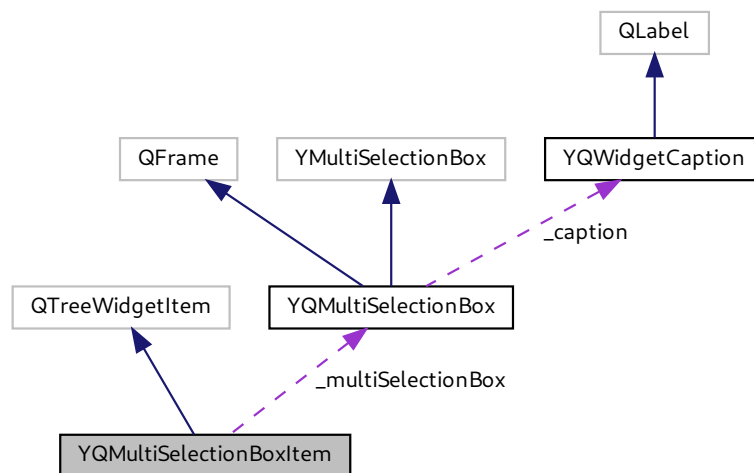 QLabel
QFrame
YMultiSelectionBox
YQWidgetCaption
_caption
QTreeWidgetItem
YQMultiSelectionBox
_multiSelectionBox
YQMultiSelectionBoxItem